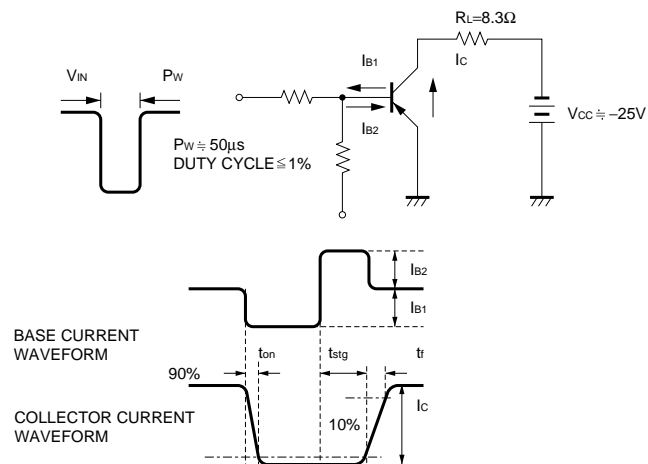 RL=8.3Ω
IB1
IC
VIN
PW
IB2
VCC ≒ −25V
PW ≒ 50μs
DUTY CYCLE ≦ 1%
IB2
IB1
BASE CURRENT
WAVEFORM
ton
tstg
tf
90%
IC
COLLECTOR CURRENT
WAVEFORM
10%